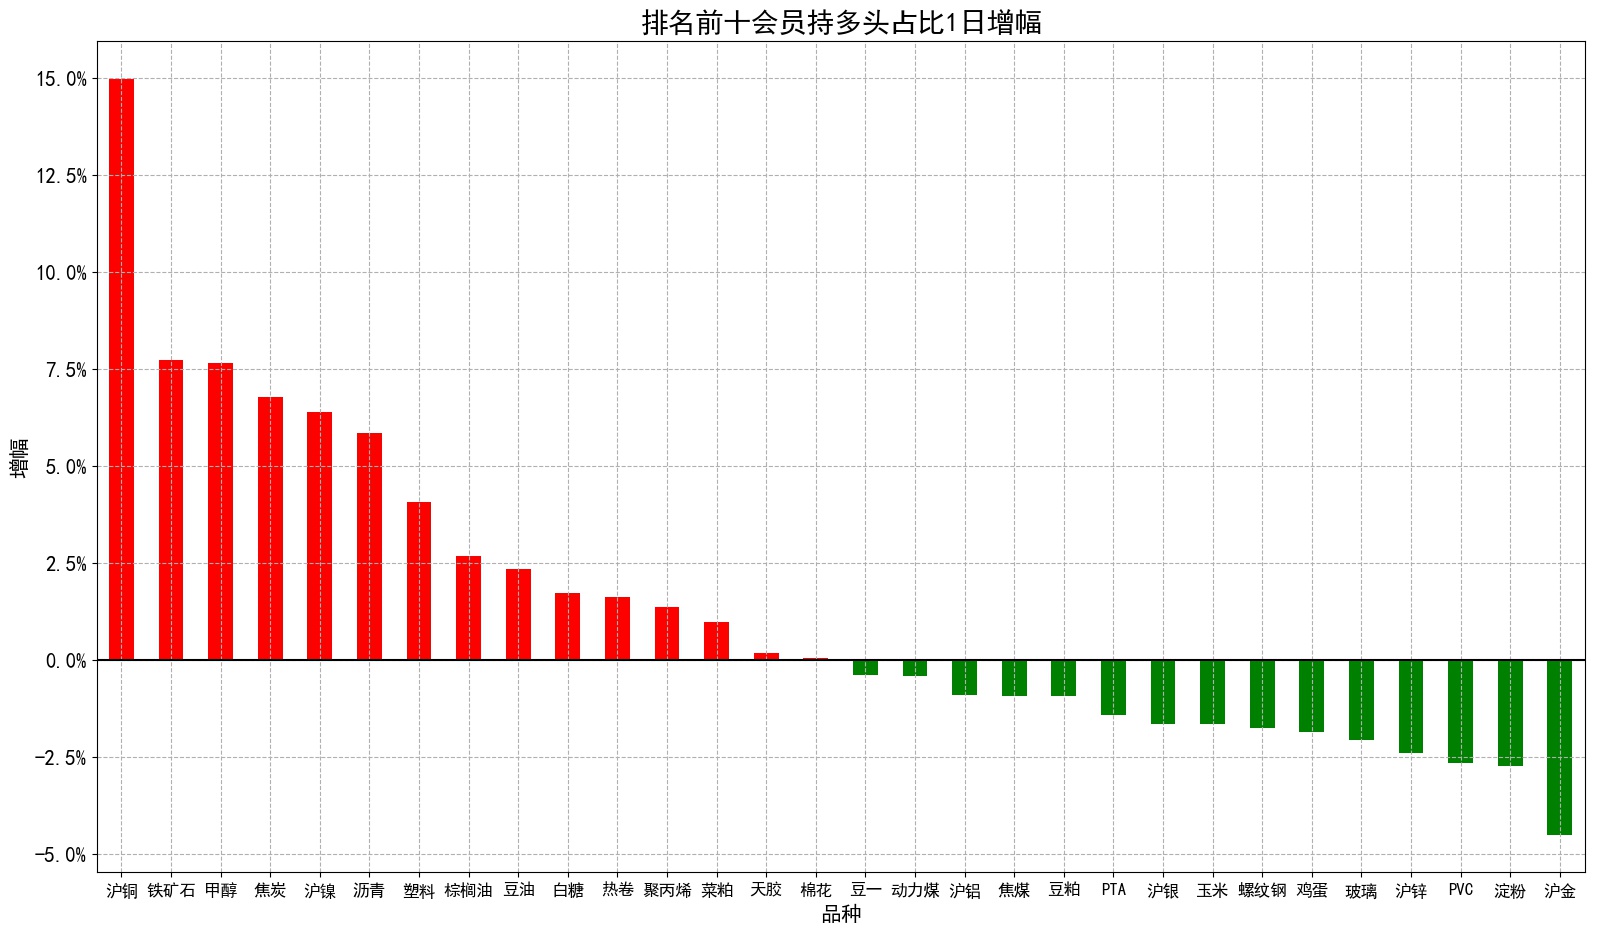 排名前十会员持多头占比1日增幅
15.0%
12.5%
10.0%
7.5%
5.0%
2.5%
0.0%
−2.5%
−5.0%
增幅
沪铜 铁矿石 甲醇 焦炭 沪镍 沥青 塑料 棕榈油 豆油 白糖 热卷 聚丙烯 菜粕 天胶 棉花 豆一 动力煤 沪铝 焦煤 豆粕 PTA 沪银 玉米 螺纹钢 鸡蛋 玻璃 沪锌 PVC 淀粉 沪金
品种